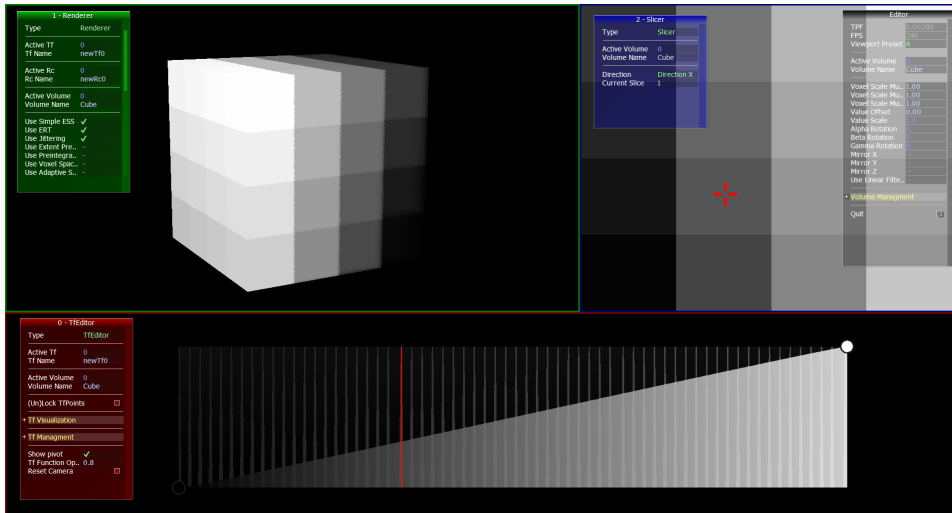 1 - Renderer
Type Renderer
Active Tf 0
Tf Name newTf0
Active Rc 0
Rc Name newRc0
Active Volume 0
Volume Name Cube
Use Simple ESS
Use ERT
Use Jittering
Use Extent Pre.. -
Use Preintegra.. -
Use Voxel Spac.. -
Use Adaptive S.. -
2 - Slicer
Type Slicer
Active Volume 0
Volume Name Cube
Direction Direction X
Current Slice 1
Editor
TPF 0.00289
FPS 346
Viewport Preset A
Active Volume
Volume Name Cube
Voxel Scale Mu.. 1.00
Voxel Scale Mu.. 1.00
Voxel Scale Mu.. 1.00
Value Offset 0.00
Value Scale
Alpha Rotation
Beta Rotation
Gamma Rotation
Mirror X -
Mirror Y -
Mirror Z -
Use Linear Filte.. -
+ Volume Managment
Quit
0 - TfEditor
Type TfEditor
Active Tf 0
Tf Name newTf0
Active Volume 0
Volume Name Cube
(Un)Lock TfPoints
+ Tf Visualization
+ Tf Managment
Show pivot
Tf Function Op.. 0.8
Reset Camera